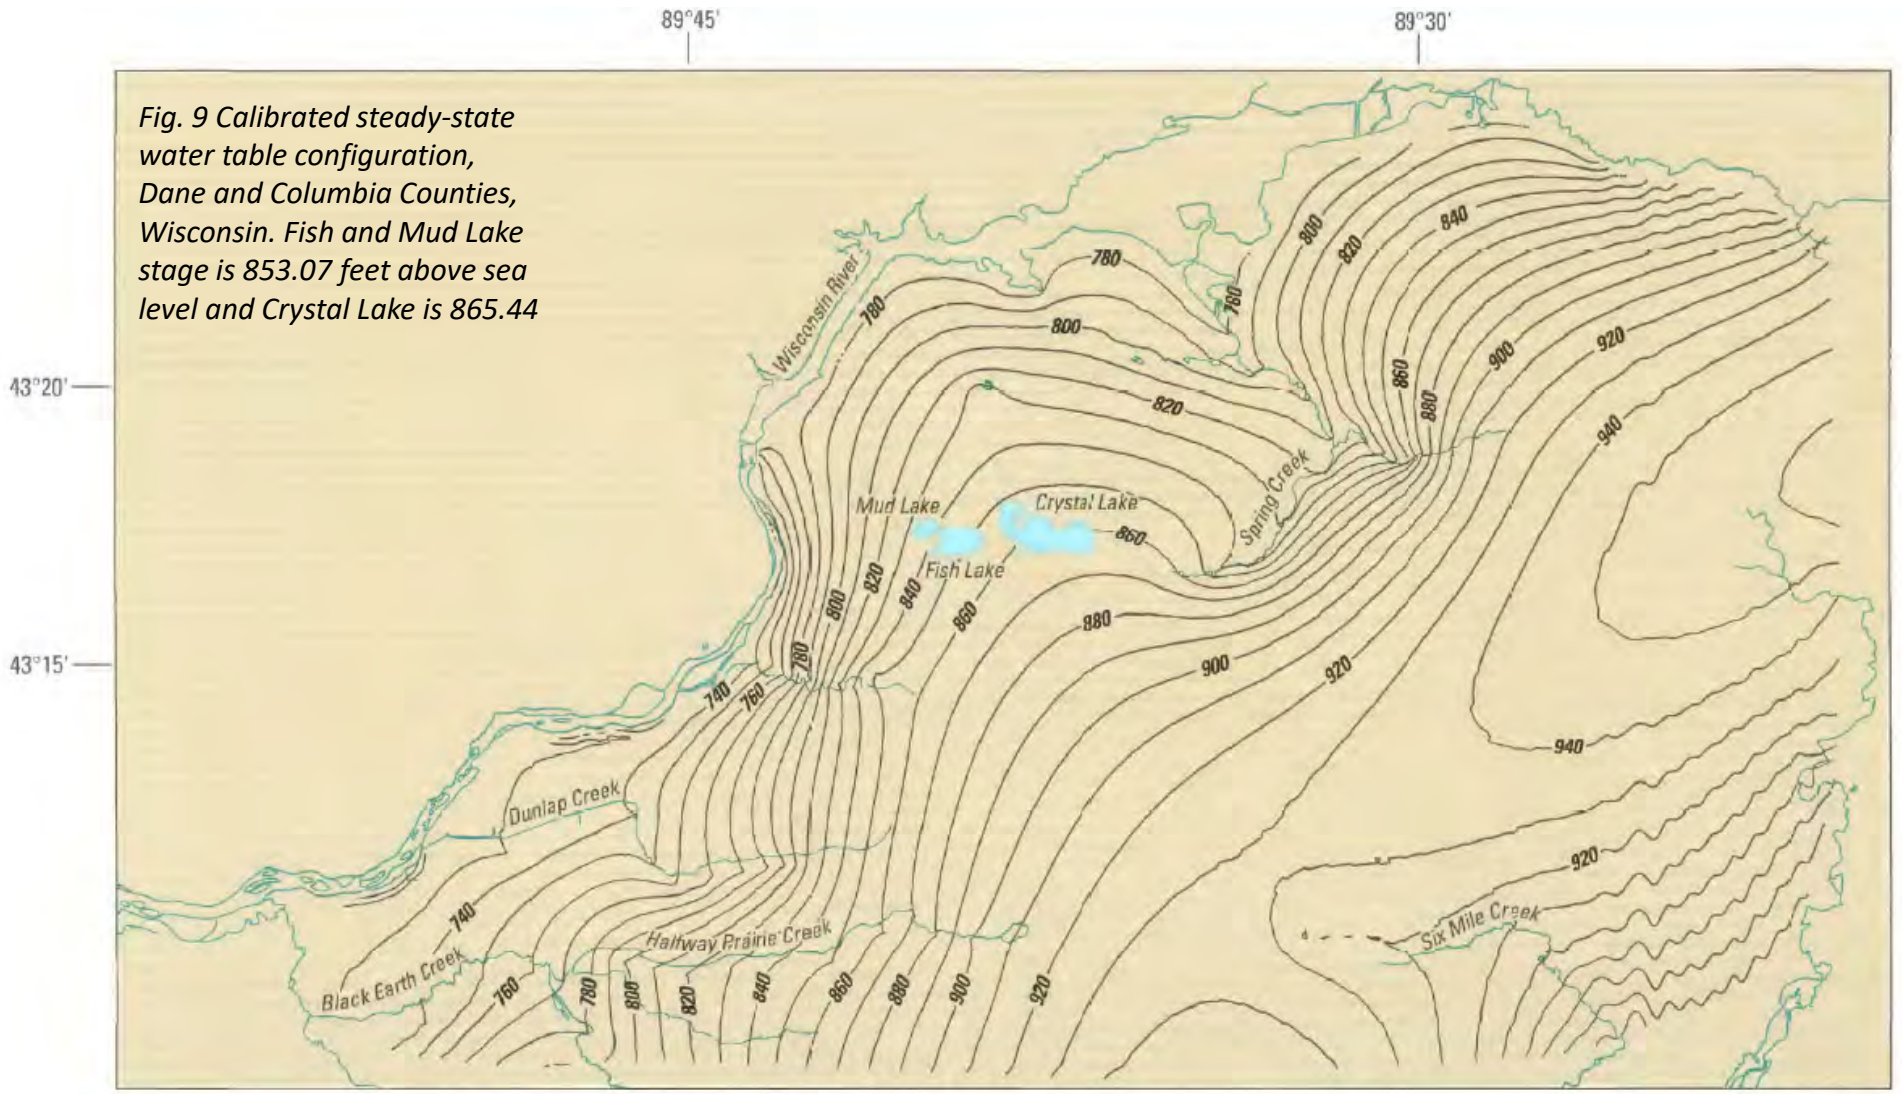 89°45'
89°30'
Fig. 9 Calibrated steady-state
water table configuration,
Dane and Columbia Counties,
Wisconsin. Fish and Mud Lake
stage is 853.07 feet above sea
level and Crystal Lake is 865.44
43°20'
43°15'
Wisconsin River
780
780
780
800
800
820
840
860
880
900
920
940
820
Spring Creek
Mud Lake
Crystal Lake
Fish Lake
860
800
820
840
860
880
900
920
940
780
740
760
Dunlap Creek
920
740
Halfway Prairie Creek
Six Mile Creek
Black Earth Creek
760
780
800
820
840
860
880
900
920